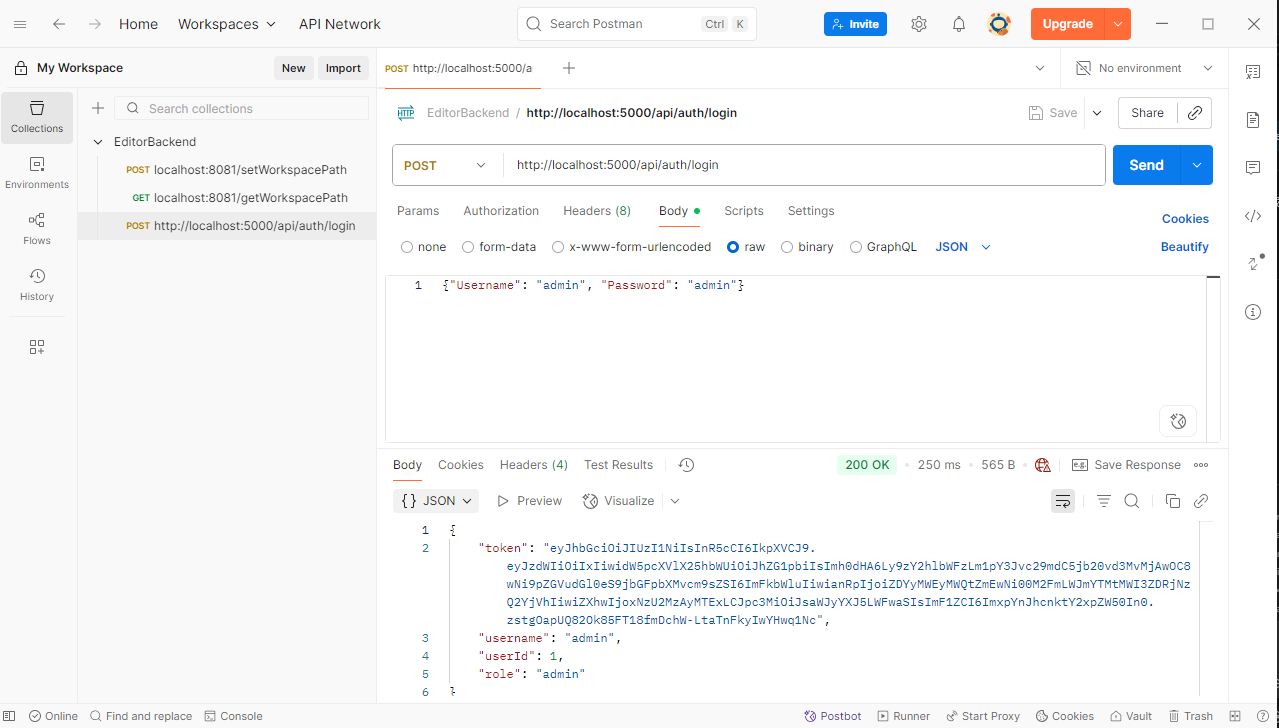 Home Workspaces API Network Search Postman Ctrl K Invite Upgrade
My Workspace New Import POST http://localhost:5000/a No environment
Collections
Environments
Flows
History
Search collections
EditorBackend
POST localhost:8081/setWorkspacePath
GET localhost:8081/getWorkspacePath
POST http://localhost:5000/api/auth/login
HTTP EditorBackend / http://localhost:5000/api/auth/login Save Share
POST http://localhost:5000/api/auth/login Send
Params Authorization Headers (8) Body Scripts Settings Cookies
none form-data x-www-form-urlencoded raw binary GraphQL JSON Beautify
1 {"Username": "admin", "Password": "admin"}
Body Cookies Headers (4) Test Results 200 OK • 250 ms • 565 B e.g. Save Response
{} JSON Preview Visualize
1 {
2 "token": "eyJhbGciOiJIUzI1NiIsInR5cCI6IkpXVCJ9.
eyJzdWIiOiIxIiwidW5pcXVlX25hbWUiOiJhZG1pbiIsImh0dHA6Ly9zY2hlbWFzLm1pY3Jvc29mdC5jb20vd3MvMjAwOC8
wNi9pZGVudGl0eS9jbGFpbXMvcm9sZSI6ImFkbWluIiwianRpIjoiZDYyMWEyMWQtZmEwNi00M2FmLWJmYTMtMWI3ZDRjNz
Q2YjVhIiwiZXhwIjoxNzU2MzAyMTExLCJpc3MiOiJsaWJyYXJ5LWFwaSIsImF1ZCI6ImxpYnJhcnktY2xpZW50In0.
zstgOapUQ82Ok85FT18fmDchW-LtaTnFkyIwYHwq1Nc",
3 "username": "admin",
4 "userId": 1,
5 "role": "admin"
6 }
Online Find and replace Console Postbot Runner Start Proxy Cookies Vault Trash